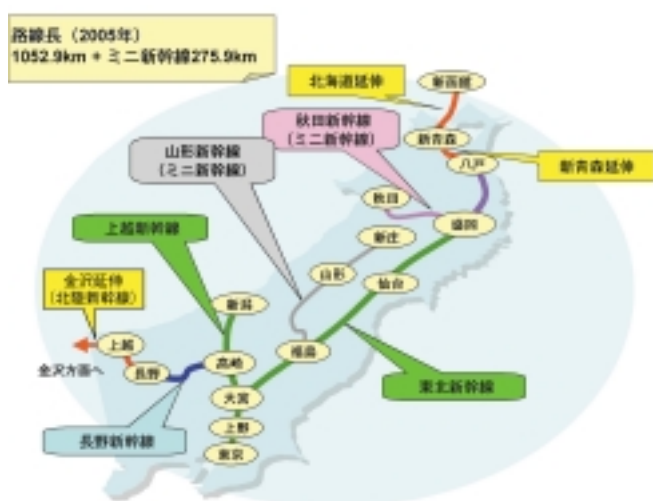 路線長（2005年）
1052.9km + ミニ新幹線275.9km
北海道延伸
新函館
秋田新幹線
（ミニ新幹線）
新青森
山形新幹線
（ミニ新幹線）
八戸
新青森延伸
秋田
盛岡
上越新幹線
新庄
金沢延伸
（北陸新幹線）
山形
仙台
新潟
上越
福島
高崎
金沢方面へ
長野
東北新幹線
大宮
長野新幹線
上野
東京